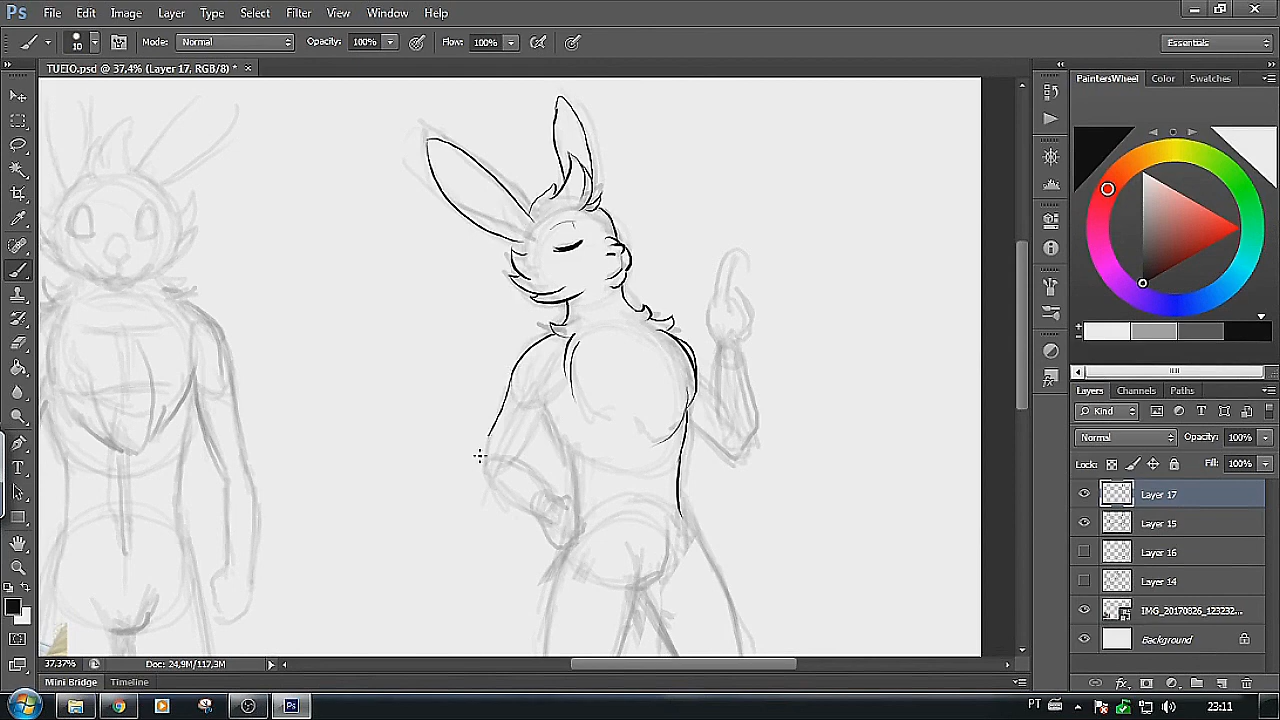 Ps File Edit Image Layer Type Select Filter View Window Help
10 Mode: Normal Opacity: 100% Flow: 100% Essentials
TUEIO.psd @ 37,4% (Layer 17, RGB/8) *
PaintersWheel Color Swatches
Layers Channels Paths
Kind
Normal Opacity: 100%
Lock: Fill: 100%
Layer 17
Layer 15
Layer 16
Layer 14
IMG_20170826_123232...
Background
37,37% Doc: 24,9M/117,3M
Mini Bridge Timeline
Ps PT 23:11